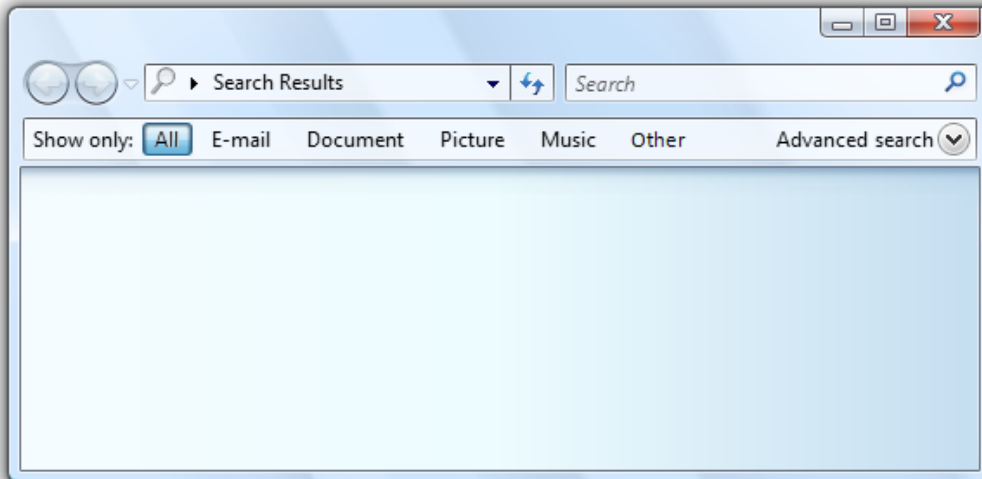 Search Results Search
Show only: All E-mail Document Picture Music Other Advanced search